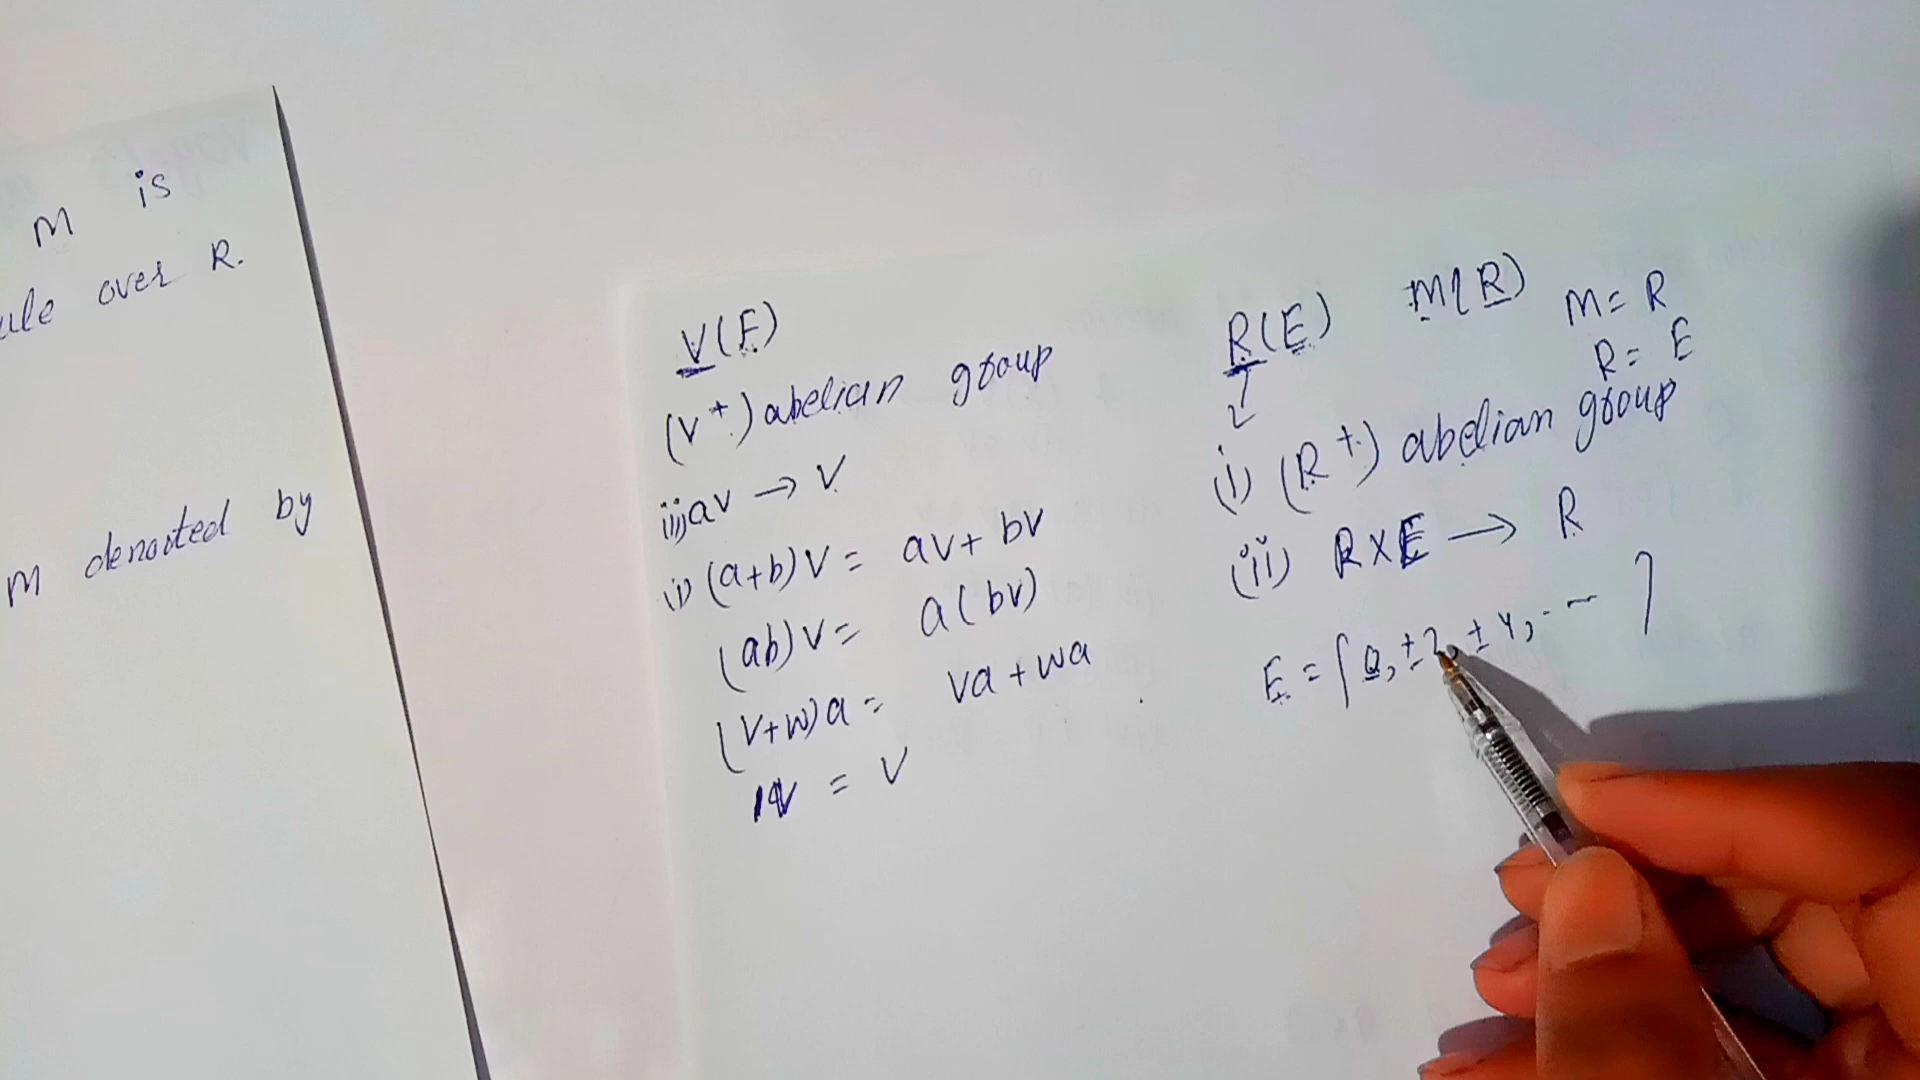 M is
ule over R.
M denoted by
V(F)
(V +) abelian group
ii) av → V
i) (a+b)V = av + bv
(ab)V = a(bv)
(V+W)a = Va + wa
1V = V
R(E) M(R) M = R
R = E
(i) (R +) abelian group
(ii) R×E → R
E = { 0, ±2, ±4, - - - }